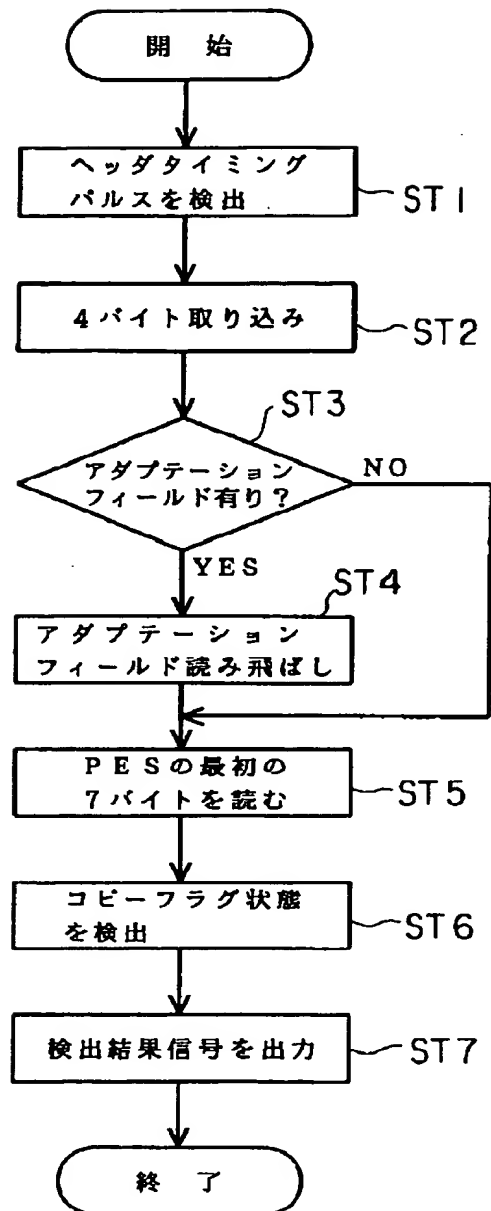 開始
ヘッダタイミング
パルスを検出
ST1
4バイト取り込み
ST2
ST3
アダプテーション
フィールド有り?
NO
YES
ST4
アダプテーション
フィールド読み飛ばし
PESの最初の
7バイトを読む
ST5
コピーフラグ状態
を検出
ST6
検出結果信号を出力
ST7
終了